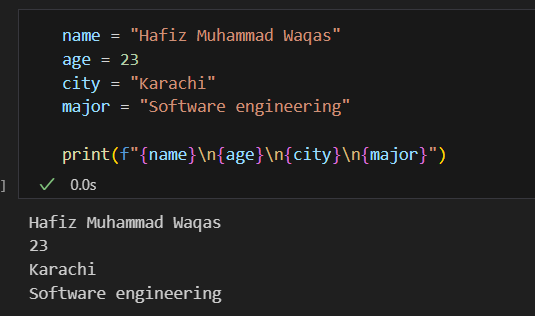 name = "Hafiz Muhammad Waqas"
age = 23
city = "Karachi"
major = "Software engineering"
print(f"{name}\n{age}\n{city}\n{major}")
] ✓ 0.0s
Hafiz Muhammad Waqas
23
Karachi
Software engineering